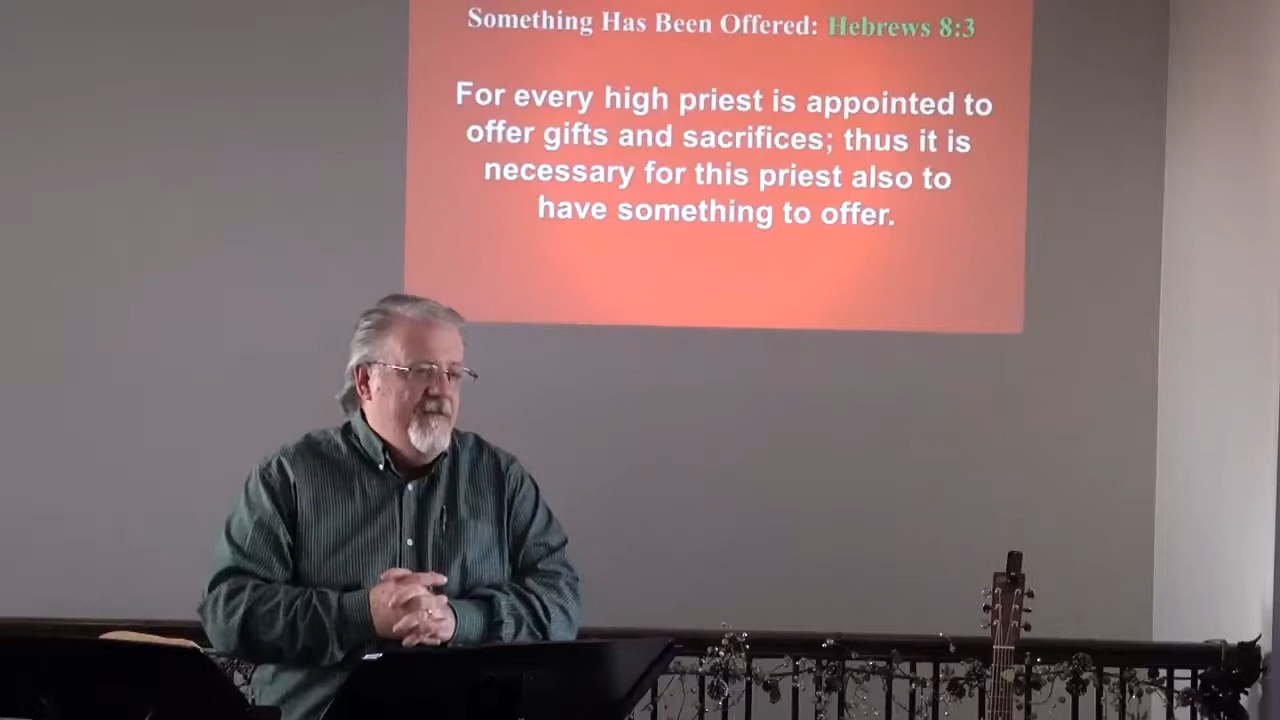 Something Has Been Offered: Hebrews 8:3
For every high priest is appointed to
offer gifts and sacrifices; thus it is
necessary for this priest also to
have something to offer.